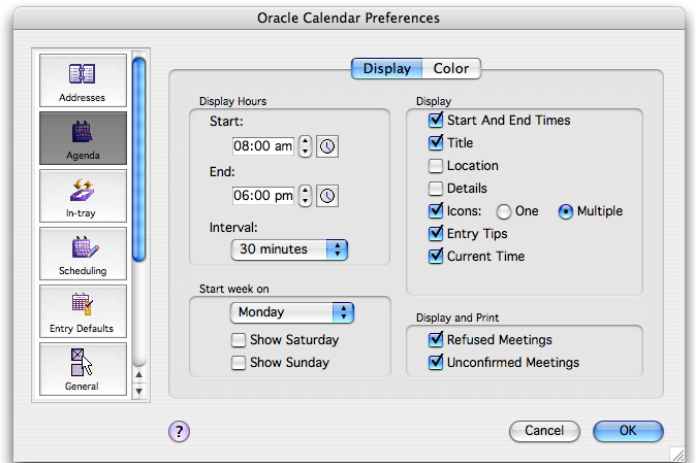 Oracle Calendar Preferences
Addresses
Agenda
In-tray
Scheduling
Entry Defaults
General
Display Color
Display Hours
Start:
08:00 am
End:
06:00 pm
Interval:
30 minutes
Start week on
Monday
Show Saturday
Show Sunday
Display
Start And End Times
Title
Location
Details
Icons: One Multiple
Entry Tips
Current Time
Display and Print
Refused Meetings
Unconfirmed Meetings
?
Cancel OK